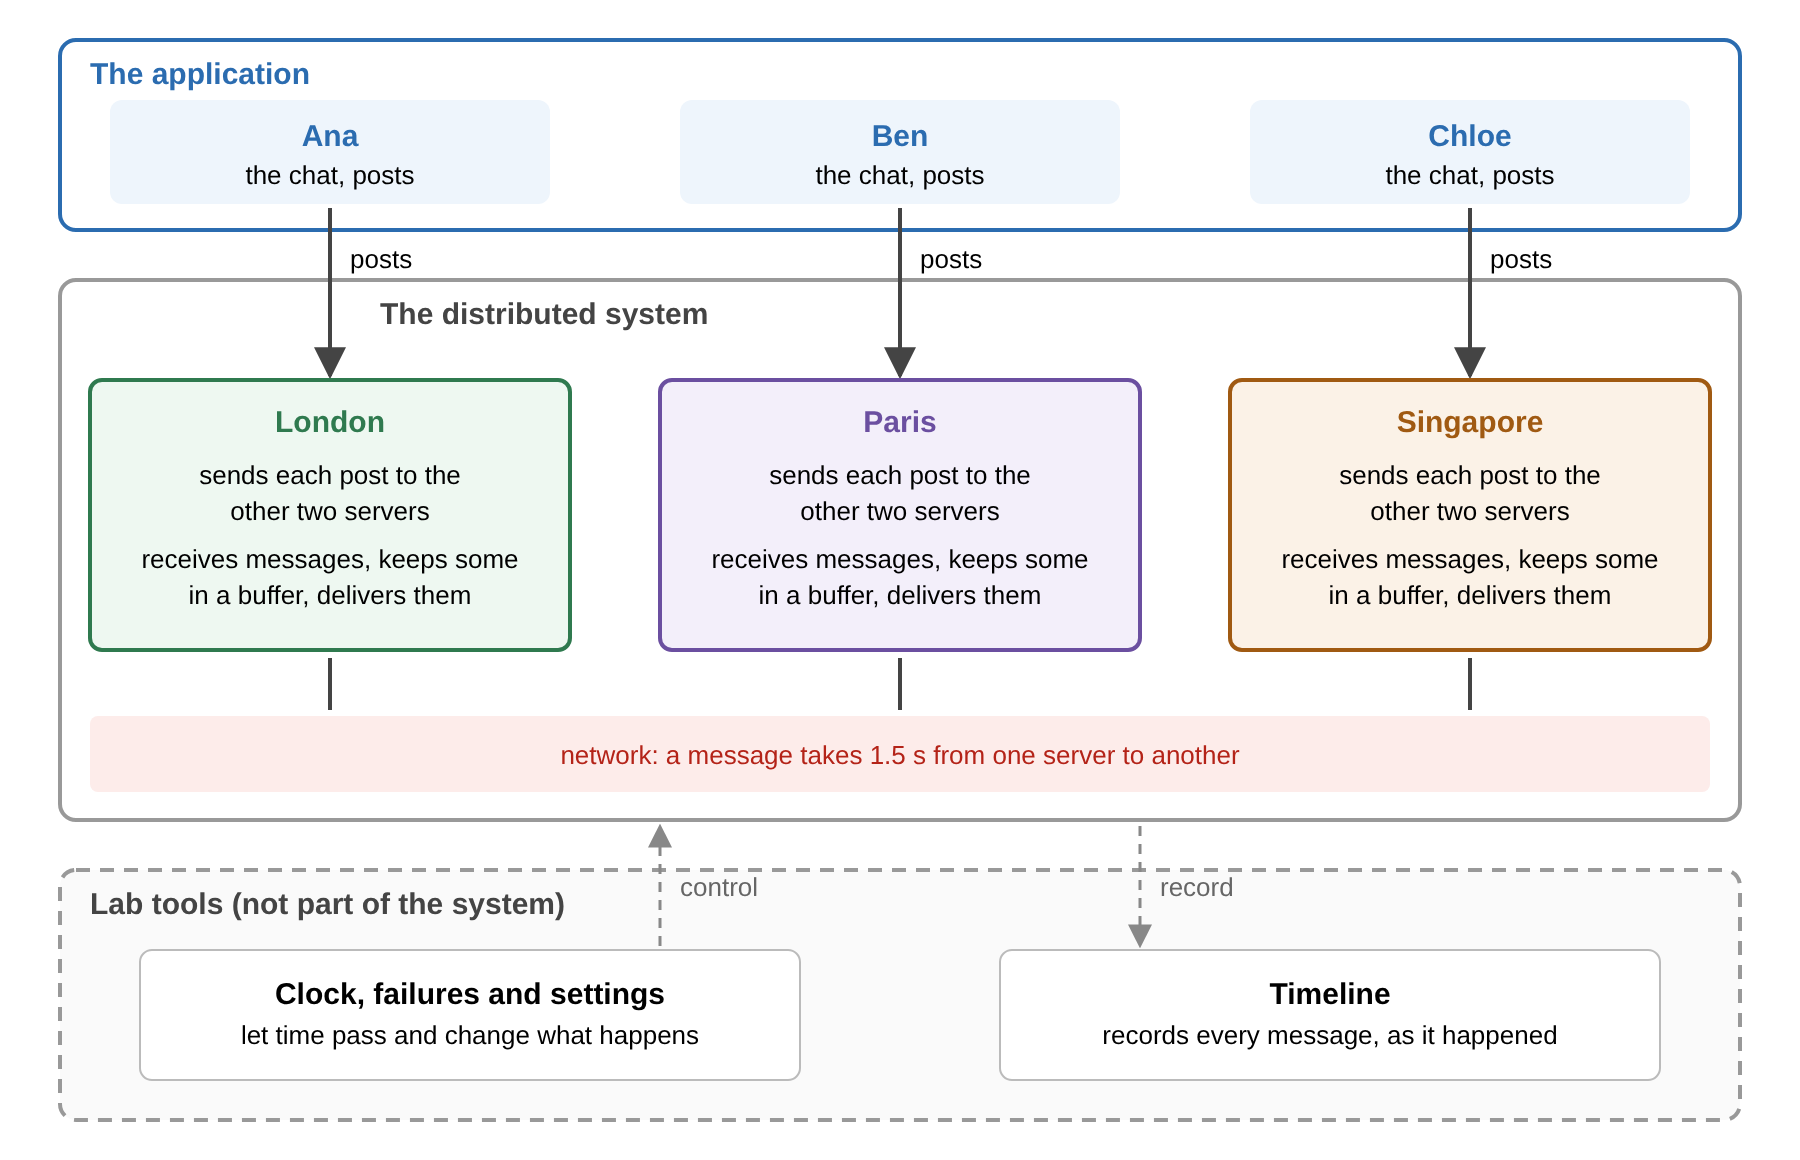 The application
Ana
the chat, posts
Ben
the chat, posts
Chloe
the chat, posts
posts
posts
posts
The distributed system
London
sends each post to the
other two servers
receives messages, keeps some
in a buffer, delivers them
Paris
sends each post to the
other two servers
receives messages, keeps some
in a buffer, delivers them
Singapore
sends each post to the
other two servers
receives messages, keeps some
in a buffer, delivers them
network: a message takes 1.5 s from one server to another
control
record
Lab tools (not part of the system)
Clock, failures and settings
let time pass and change what happens
Timeline
records every message, as it happened